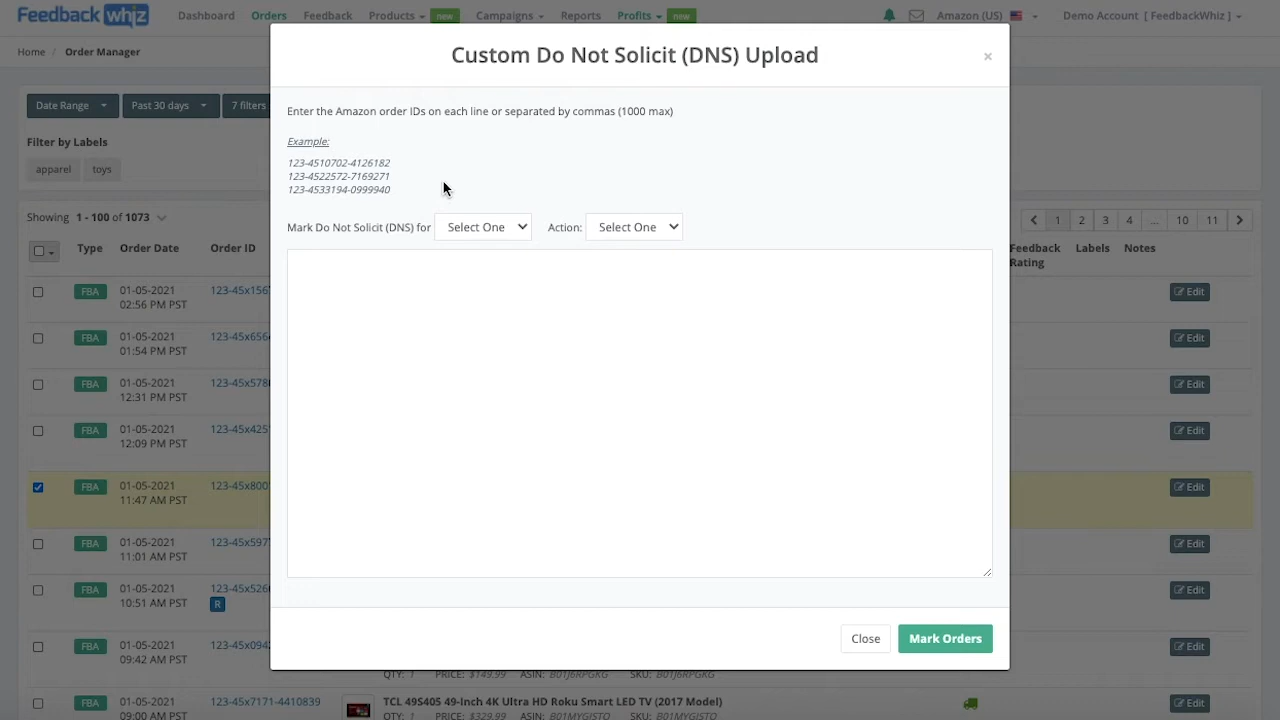 Feedback whiz
Dashboard Orders Feedback Products new Campaigns Reports Profits new Amazon (US) Demo Account [ FeedbackWhiz ]
Home / Order Manager
Custom Do Not Solicit (DNS) Upload
×
Date Range Past 30 days 7 filters
Enter the Amazon order IDs on each line or separated by commas (1000 max)
Filter by Labels
Example:
apparel toys
123-4510702-4126182
123-4522572-7169271
123-4533194-0999940
Showing 1 - 100 of 1073
1 2 3 4 ... 10 11
Mark Do Not Solicit (DNS) for Select One Action: Select One
Type Order Date Order ID
Feedback Rating Labels Notes
FBA 01-05-2021 02:56 PM PST 123-45x156 Edit
FBA 01-05-2021 01:54 PM PST 123-45x656 Edit
FBA 01-05-2021 12:31 PM PST 123-45x578 Edit
FBA 01-05-2021 12:09 PM PST 123-45x425 Edit
FBA 01-05-2021 11:47 AM PST 123-45x800 Edit
FBA 01-05-2021 11:01 AM PST 123-45x597 Edit
FBA 01-05-2021 10:51 AM PST 123-45x526 R Edit
Close Mark Orders
FBA 01-05-2021 09:42 AM PST 123-45x094 Edit
QTY: 1 PRICE: $149.99 ASIN: B01J6RPGKG SKU: B01J6RPGKG
FBA 01-05-2021 09:00 AM PST 123-45x7171-4410839 TCL 49S405 49-Inch 4K Ultra HD Roku Smart LED TV (2017 Model) Edit
QTY: 1 PRICE: $329.99 ASIN: B01MYGISTO SKU: B01MYGISTO